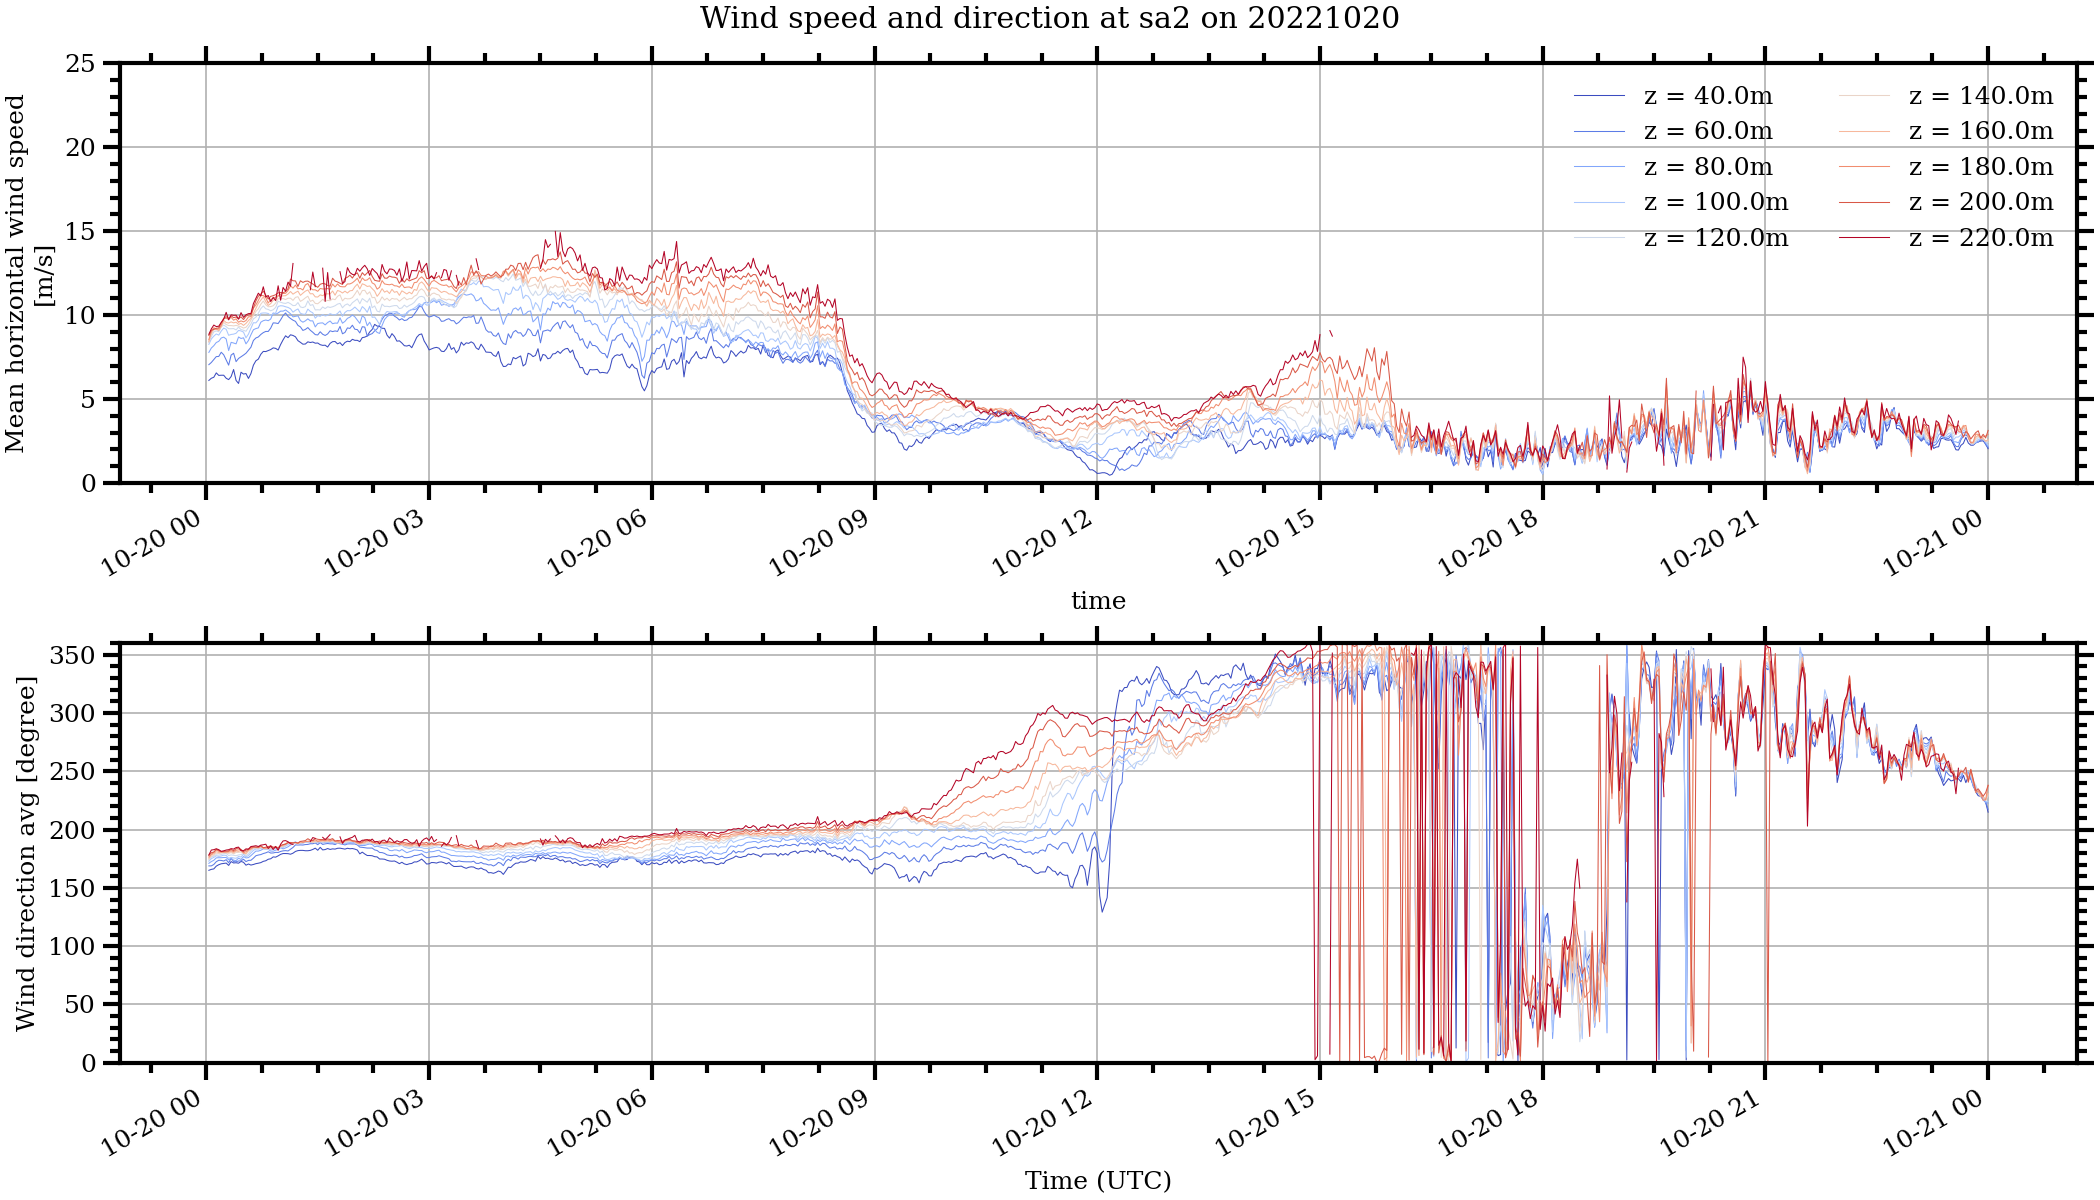 Wind speed and direction at sa2 on 20221020
Mean horizontal wind speed
[m/s]
25
20
15
10
5
0
z = 40.0m
z = 60.0m
z = 80.0m
z = 100.0m
z = 120.0m
z = 140.0m
z = 160.0m
z = 180.0m
z = 200.0m
z = 220.0m
10-20 00
10-20 03
10-20 06
10-20 09
10-20 12
10-20 15
10-20 18
10-20 21
10-21 00
time
Wind direction avg [degree]
350
300
250
200
150
100
50
0
10-20 00
10-20 03
10-20 06
10-20 09
10-20 12
10-20 15
10-20 18
10-20 21
10-21 00
Time (UTC)